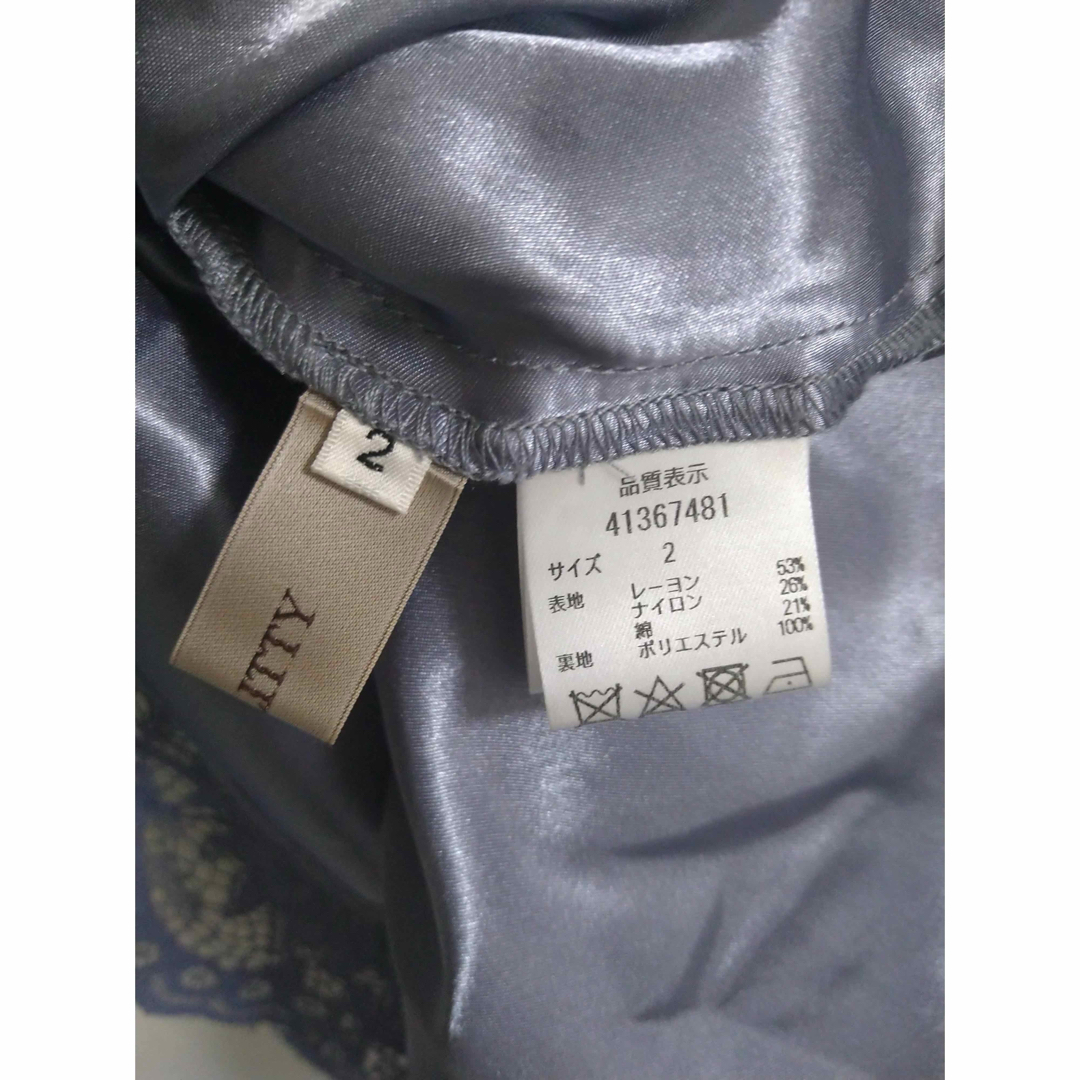 2
ITTY
品質表示
41367481
サイズ 2
表地 レーヨン 53%
ナイロン 26%
綿 21%
裏地 ポリエステル 100%